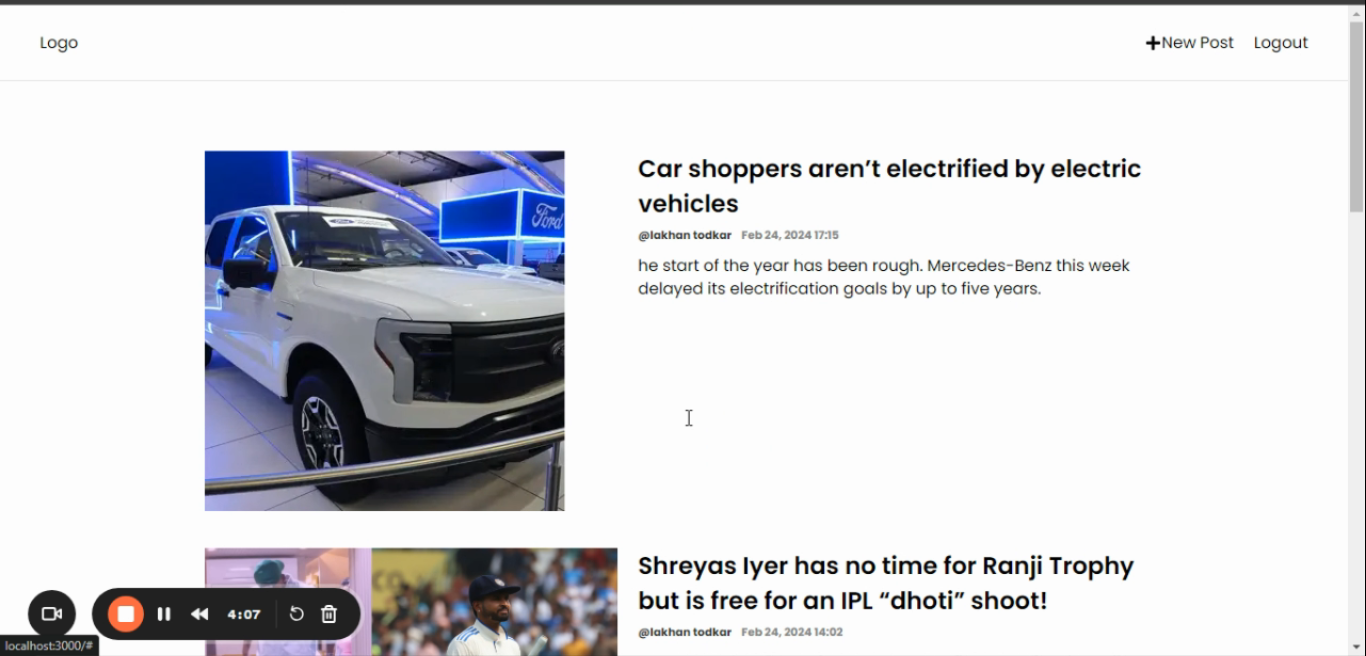 Logo
New Post Logout
Ford
Car shoppers aren’t electrified by electric
vehicles
@lakhan todkar Feb 24, 2024 17:15
he start of the year has been rough. Mercedes-Benz this week
delayed its electrification goals by up to five years.
Shreyas Iyer has no time for Ranji Trophy
but is free for an IPL “dhoti” shoot!
@lakhan todkar Feb 24, 2024 14:02
4:07
localhost:3000/#